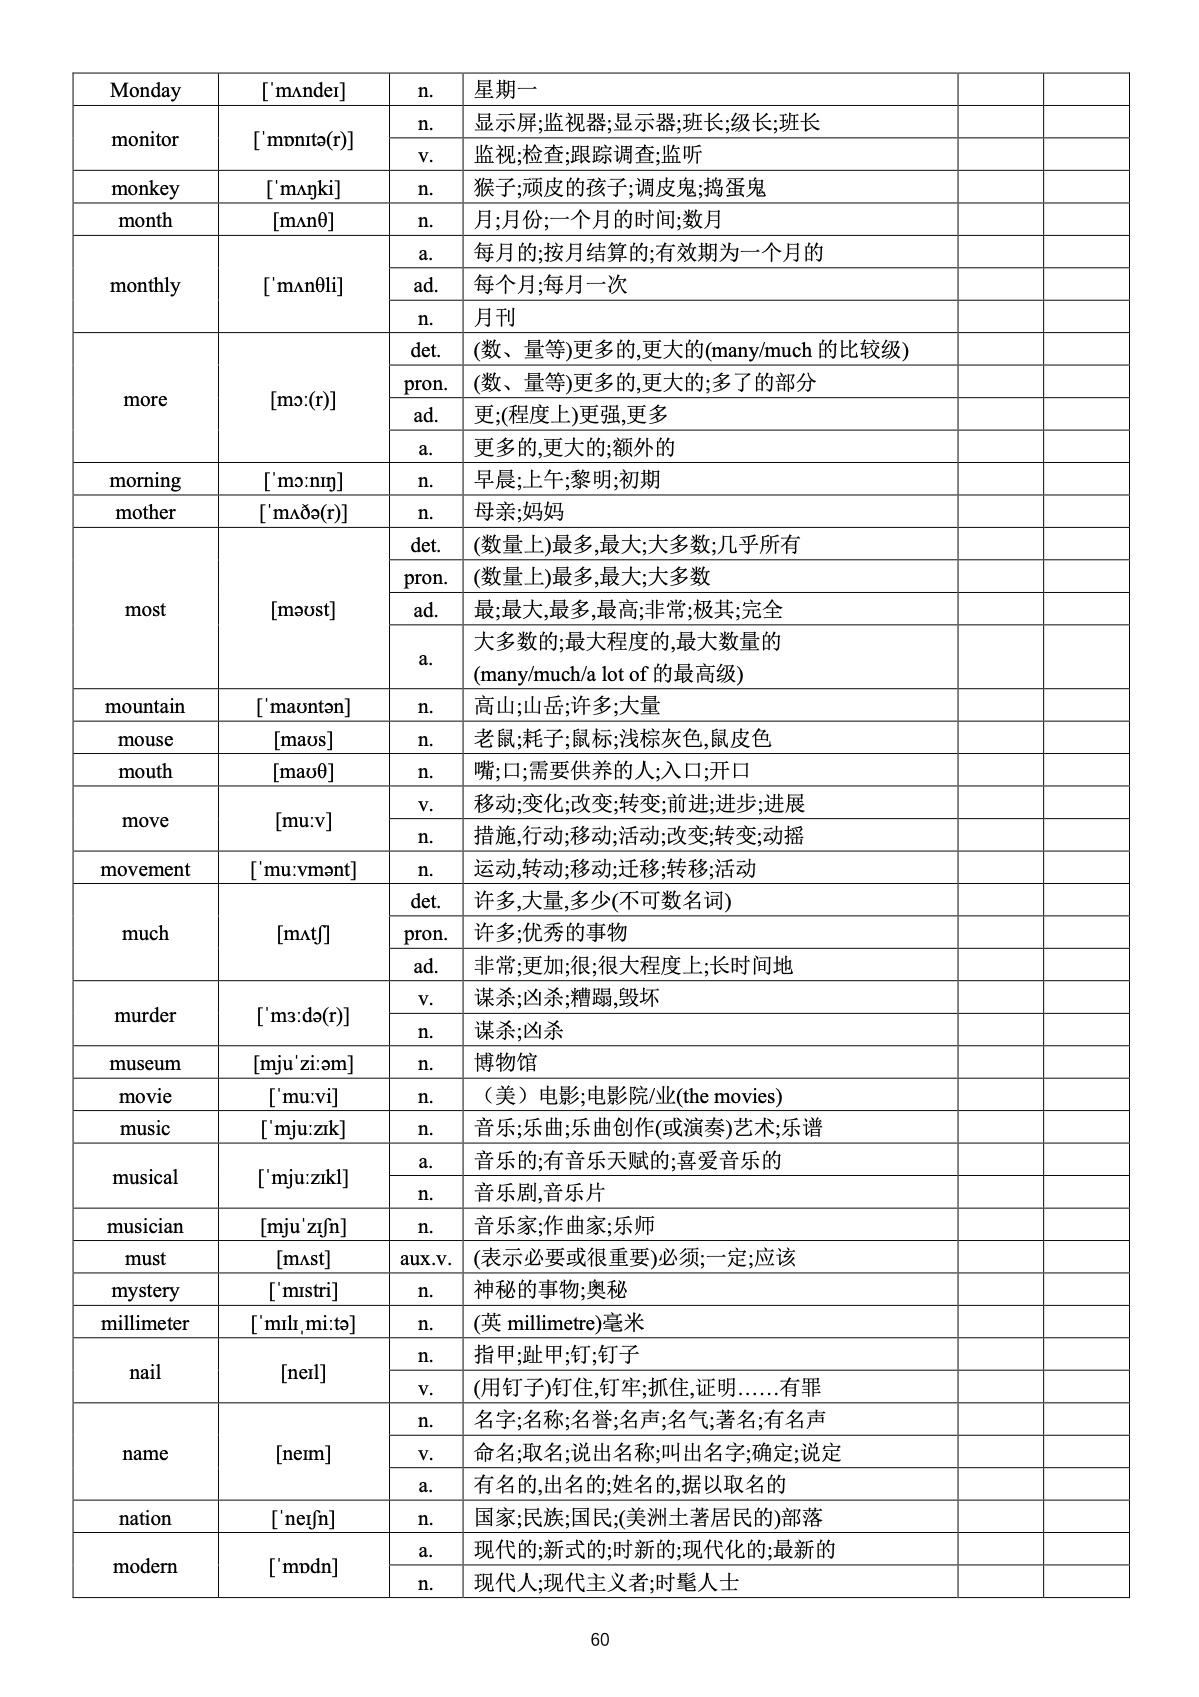 Monday [ˈmʌndeɪ] n. 星期一
monitor [ˈmɒnɪtə(r)] n. 显示屏;监视器;显示器;班长;级长;班长
v. 监视;检查;跟踪调查;监听
monkey [ˈmʌŋki] n. 猴子;顽皮的孩子;调皮鬼;捣蛋鬼
month [mʌnθ] n. 月;月份;一个月的时间;数月
monthly [ˈmʌnθli] a. 每月的;按月结算的;有效期为一个月的
ad. 每个月;每月一次
n. 月刊
more [mɔː(r)] det. (数、量等)更多的,更大的(many/much 的比较级)
pron. (数、量等)更多的,更大的;多了的部分
ad. 更;(程度上)更强,更多
a. 更多的,更大的;额外的
morning [ˈmɔːnɪŋ] n. 早晨;上午;黎明;初期
mother [ˈmʌðə(r)] n. 母亲;妈妈
most [məʊst] det. (数量上)最多,最大;大多数;几乎所有
pron. (数量上)最多,最大;大多数
ad. 最;最大,最多,最高;非常;极其;完全
a. 大多数的;最大程度的,最大数量的
(many/much/a lot of 的最高级)
mountain [ˈmaʊntən] n. 高山;山岳;许多;大量
mouse [maʊs] n. 老鼠;耗子;鼠标;浅棕灰色,鼠皮色
mouth [maʊθ] n. 嘴;口;需要供养的人;入口;开口
move [muːv] v. 移动;变化;改变;转变;前进;进步;进展
n. 措施,行动;移动;活动;改变;转变;动摇
movement [ˈmuːvmənt] n. 运动,转动;移动;迁移;转移;活动
much [mʌtʃ] det. 许多,大量,多少(不可数名词)
pron. 许多;优秀的事物
ad. 非常;更加;很;很大程度上;长时间地
murder [ˈmɜːdə(r)] v. 谋杀;凶杀;糟蹋,毁坏
n. 谋杀;凶杀
museum [mjuˈziːəm] n. 博物馆
movie [ˈmuːvi] n. （美）电影;电影院/业(the movies)
music [ˈmjuːzɪk] n. 音乐;乐曲;乐曲创作(或演奏)艺术;乐谱
musical [ˈmjuːzɪkl] a. 音乐的;有音乐天赋的;喜爱音乐的
n. 音乐剧,音乐片
musician [mjuˈzɪʃn] n. 音乐家;作曲家;乐师
must [mʌst] aux.v. (表示必要或很重要)必须;一定;应该
mystery [ˈmɪstri] n. 神秘的事物;奥秘
millimeter [ˈmɪlɪˌmiːtə] n. (英 millimetre)毫米
nail [neɪl] n. 指甲;趾甲;钉;钉子
v. (用钉子)钉住,钉牢;抓住,证明……有罪
name [neɪm] n. 名字;名称;名誉;名声;名气;著名;有名声
v. 命名;取名;说出名称;叫出名字;确定;说定
a. 有名的,出名的;姓名的,据以取名的
nation [ˈneɪʃn] n. 国家;民族;国民;(美洲土著居民的)部落
modern [ˈmɒdn] a. 现代的;新式的;时新的;现代化的;最新的
n. 现代人;现代主义者;时髦人士
60